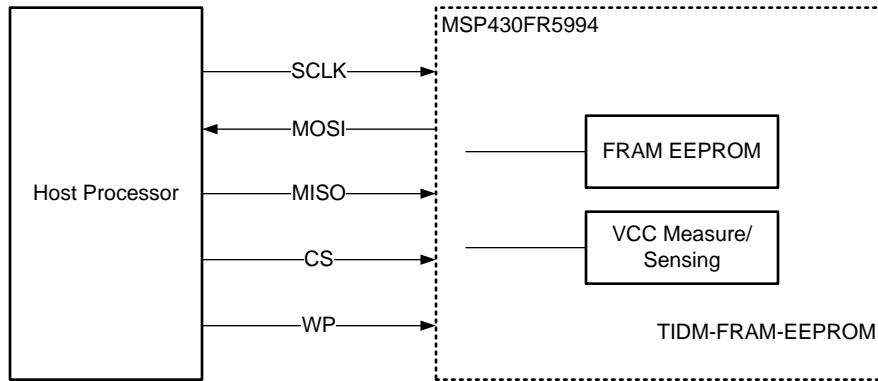 MSP430FR5994
SCLK
MOSI
FRAM EEPROM
Host Processor
MISO
VCC Measure/
Sensing
CS
WP
TIDM-FRAM-EEPROM